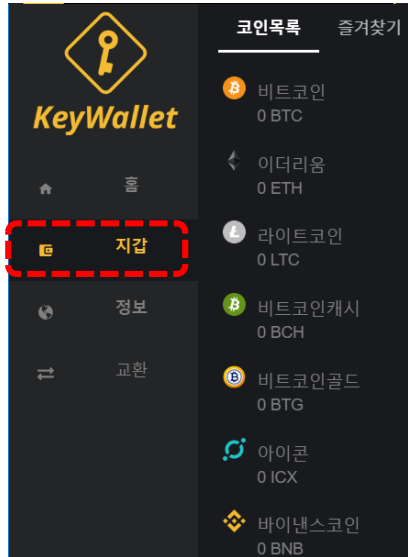 KeyWallet
홈
지갑
정보
교환
코인목록 즐겨찾기
비트코인
0 BTC
이더리움
0 ETH
라이트코인
0 LTC
비트코인캐시
0 BCH
비트코인골드
0 BTG
아이콘
0 ICX
바이낸스코인
0 BNB